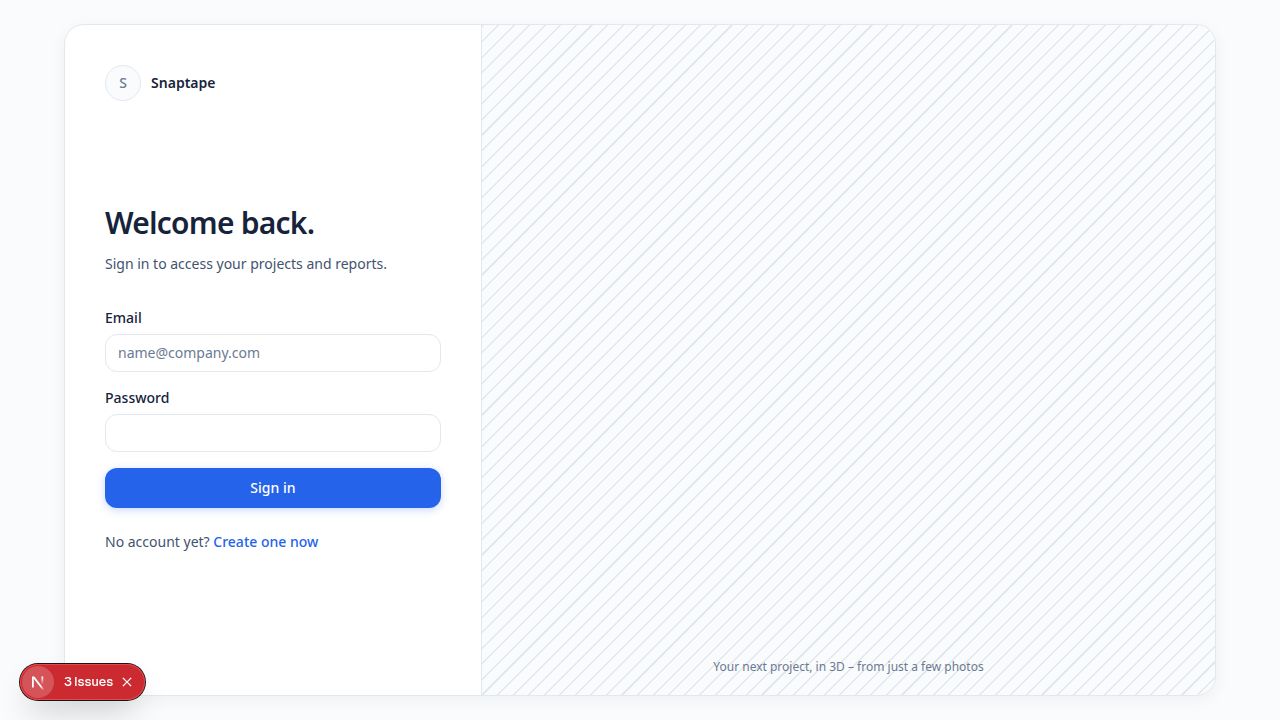 S Snaptape
Welcome back.
Sign in to access your projects and reports.
Email
name@company.com
Password
Sign in
No account yet? Create one now
Your next project, in 3D – from just a few photos
N 3 Issues